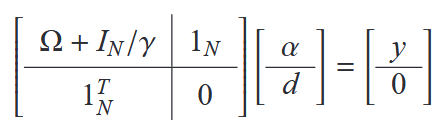 [ Ω + I_N/γ | 1_N ] [ α ] = [ y ]
[ 1_N^T | 0 ] [ d ] [ 0 ]